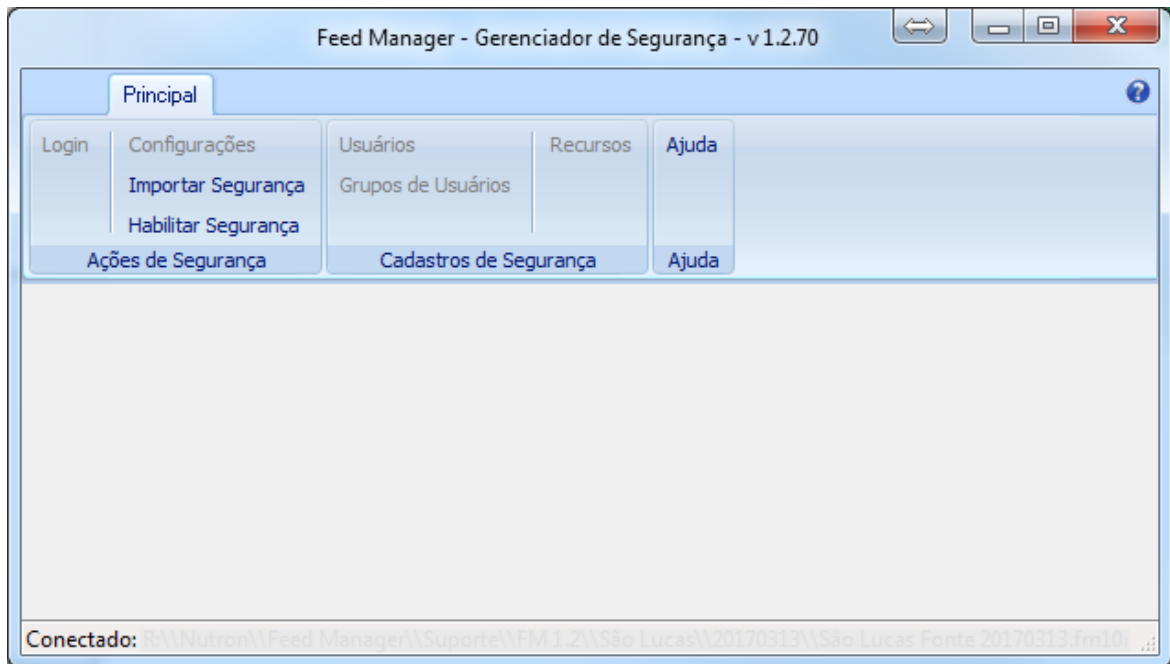 Feed Manager - Gerenciador de Segurança - v 1.2.70
Principal
Login
Configurações
Importar Segurança
Habilitar Segurança
Ações de Segurança
Usuários
Grupos de Usuários
Recursos
Cadastros de Segurança
Ajuda
Ajuda
Conectado: R:\\Nutron\\Feed Manager\\Suporte\\FM 1.2\\São Lucas\\20170313\\São Lucas Fonte 20170313.fm10